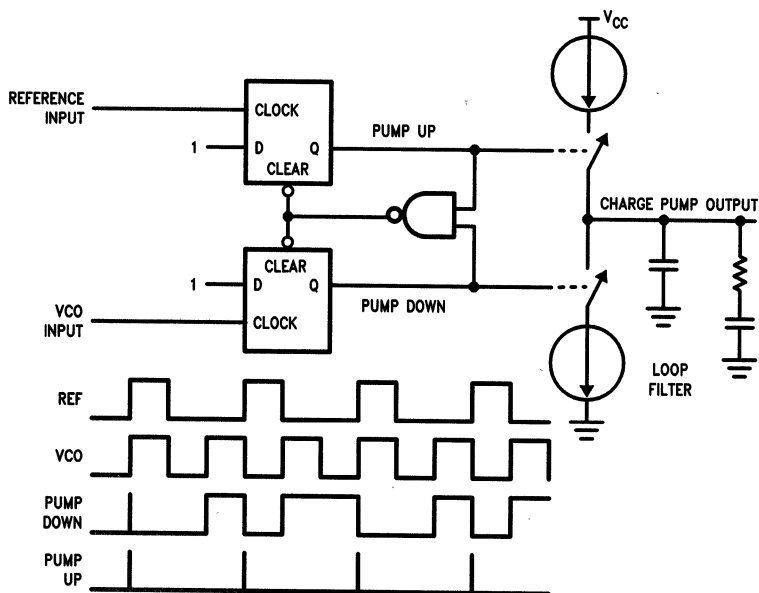 V_CC
REFERENCE
INPUT
CLOCK
PUMP UP
1
D
Q
CLEAR
CHARGE PUMP OUTPUT
CLEAR
1
D
Q
PUMP DOWN
VCO
INPUT
CLOCK
LOOP
FILTER
REF
VCO
PUMP
DOWN
PUMP
UP